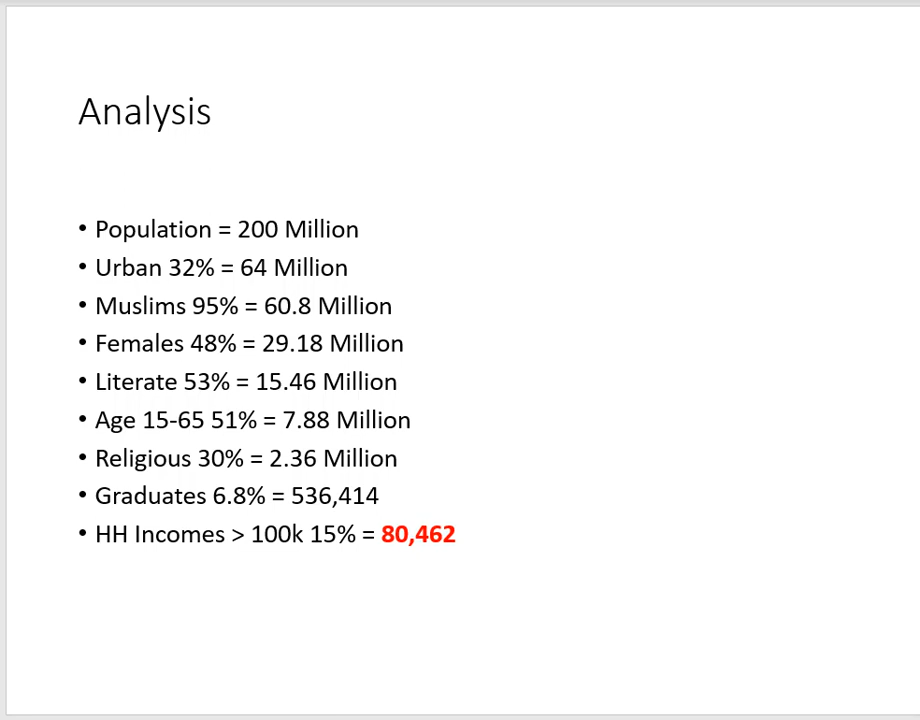 Analysis
• Population = 200 Million
• Urban 32% = 64 Million
• Muslims 95% = 60.8 Million
• Females 48% = 29.18 Million
• Literate 53% = 15.46 Million
• Age 15-65 51% = 7.88 Million
• Religious 30% = 2.36 Million
• Graduates 6.8% = 536,414
• HH Incomes > 100k 15% = 80,462